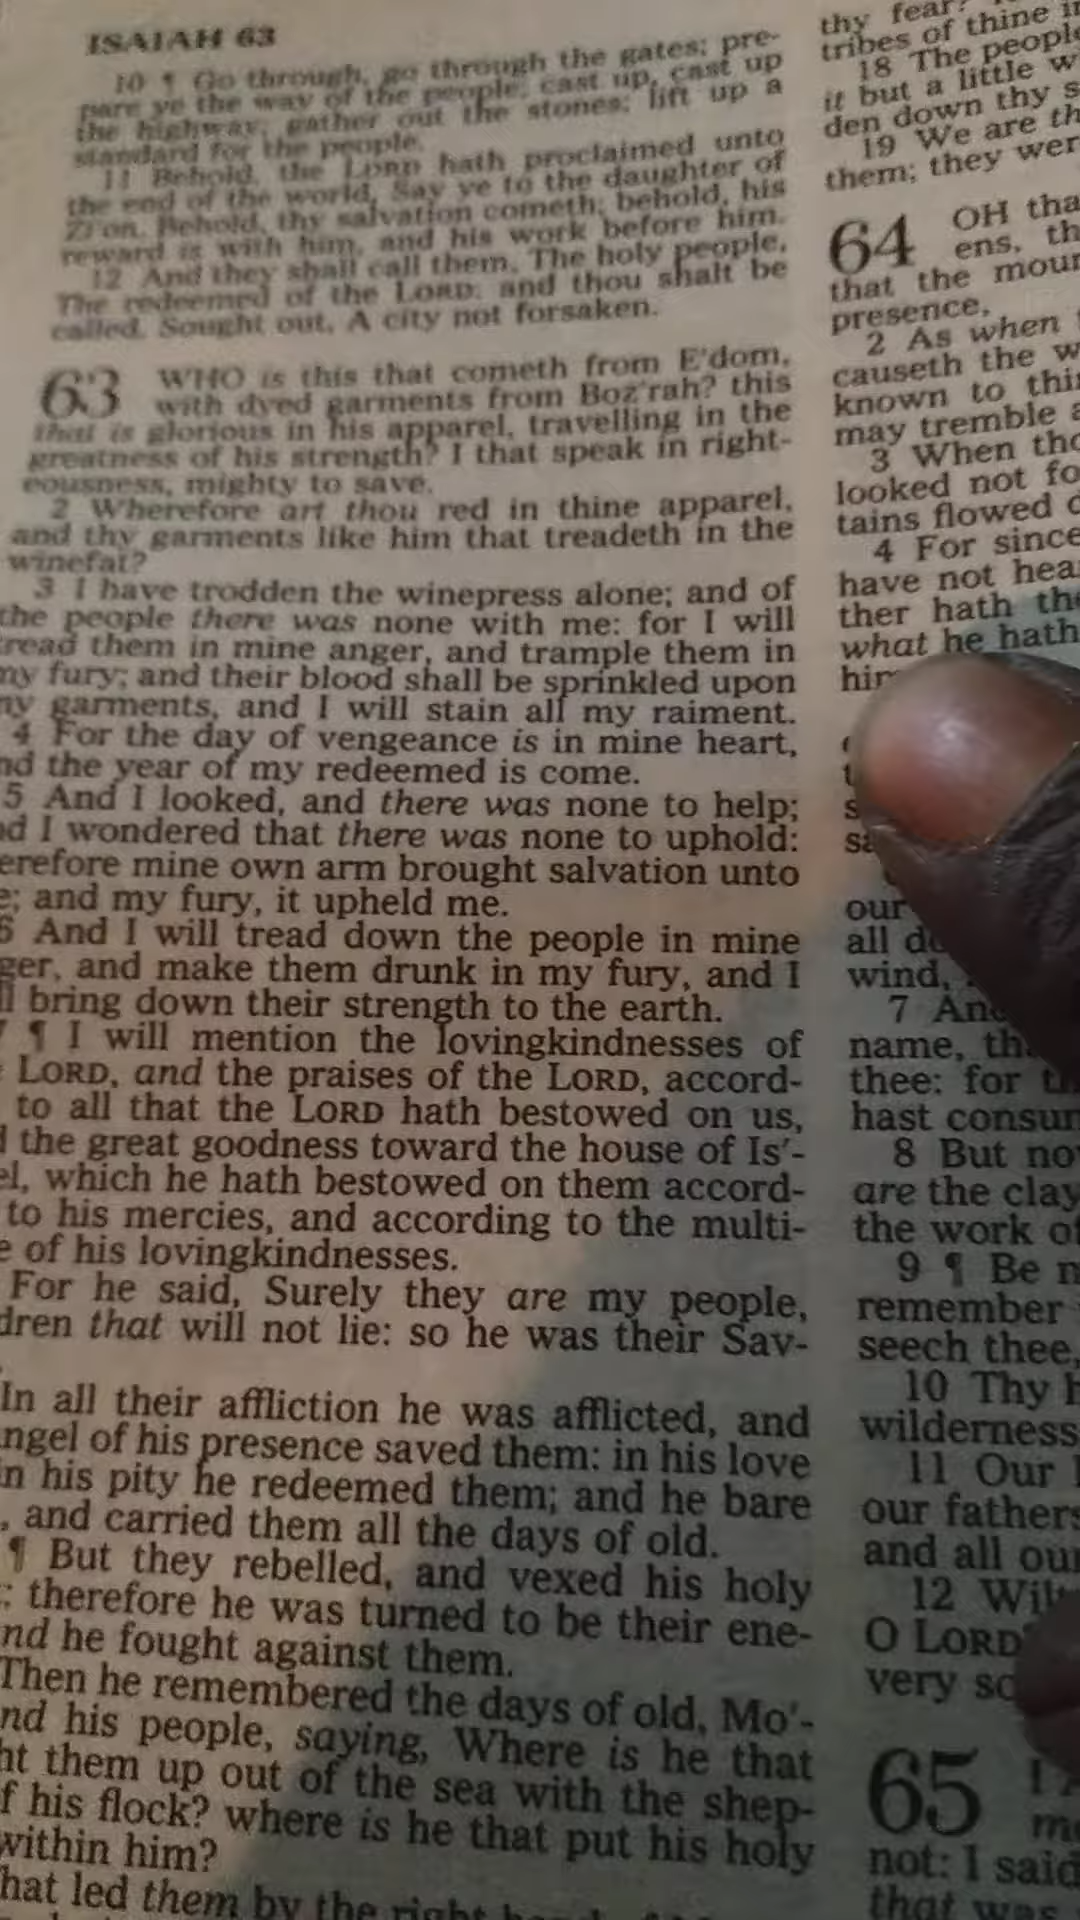 ISAIAH 63
10 ¶ Go through, go through the gates; pre-
pare ye the way of the people; cast up, cast up
the highway; gather out the stones; lift up a
standard for the people.
11 Behold, the LORD hath proclaimed unto
the end of the world, Say ye to the daughter of
Zi'on, Behold, thy salvation cometh; behold, his
reward is with him, and his work before him.
12 And they shall call them, The holy people,
The redeemed of the LORD: and thou shalt be
called, Sought out, A city not forsaken.
63 WHO is this that cometh from E'dom,
with dyed garments from Boz'rah? this
that is glorious in his apparel, travelling in the
greatness of his strength? I that speak in right-
eousness, mighty to save.
2 Wherefore art thou red in thine apparel,
and thy garments like him that treadeth in the
winefat?
3 I have trodden the winepress alone; and of
the people there was none with me: for I will
tread them in mine anger, and trample them in
my fury; and their blood shall be sprinkled upon
my garments, and I will stain all my raiment.
4 For the day of vengeance is in mine heart,
nd the year of my redeemed is come.
5 And I looked, and there was none to help;
nd I wondered that there was none to uphold:
erefore mine own arm brought salvation unto
e; and my fury, it upheld me.
6 And I will tread down the people in mine
ger, and make them drunk in my fury, and I
ll bring down their strength to the earth.
7 ¶ I will mention the lovingkindnesses of
LORD, and the praises of the LORD, accord-
to all that the LORD hath bestowed on us,
d the great goodness toward the house of Is'-
el, which he hath bestowed on them accord-
to his mercies, and according to the multi-
e of his lovingkindnesses.
For he said, Surely they are my people,
dren that will not lie: so he was their Sav-
In all their affliction he was afflicted, and
ngel of his presence saved them: in his love
in his pity he redeemed them; and he bare
, and carried them all the days of old.
¶ But they rebelled, and vexed his holy
: therefore he was turned to be their ene-
nd he fought against them.
Then he remembered the days of old, Mo'-
nd his people, saying, Where is he that
ht them up out of the sea with the shep-
f his flock? where is he that put his holy
within him?
hat led them by the right
thy fear?
tribes of thine in
18 The people
it but a little w
den down thy s
19 We are th
them; they wer
64 OH tha
ens, th
that the moun
presence,
2 As when
causeth the w
known to thi
may tremble a
3 When tho
looked not fo
tains flowed d
4 For since
have not hea
ther hath the
what he hath
him
our
all do
wind,
7 And
name, tha
thee: for
hast consum
8 But now
are the clay
the work of
9 ¶ Be n
remember
seech thee,
10 Thy h
wilderness
11 Our
our fathers
and all our
12 Wilt
O LORD
very so
65 I
me
not: I said
that was